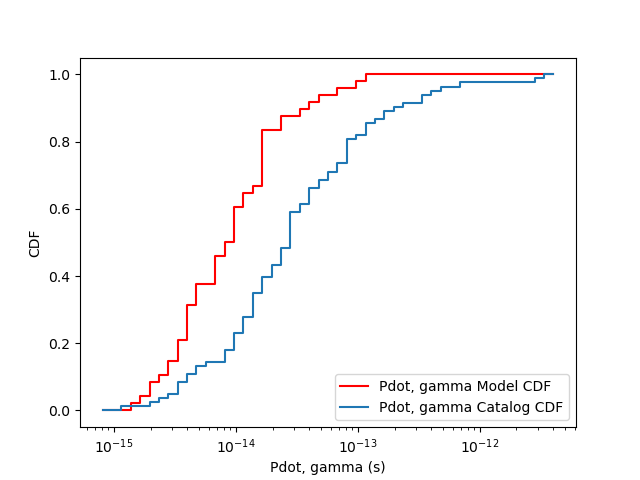 1.0
0.8
0.6
0.4
0.2
0.0
CDF
10⁻¹⁵
10⁻¹⁴
10⁻¹³
10⁻¹²
Pdot, gamma (s)
Pdot, gamma Model CDF
Pdot, gamma Catalog CDF